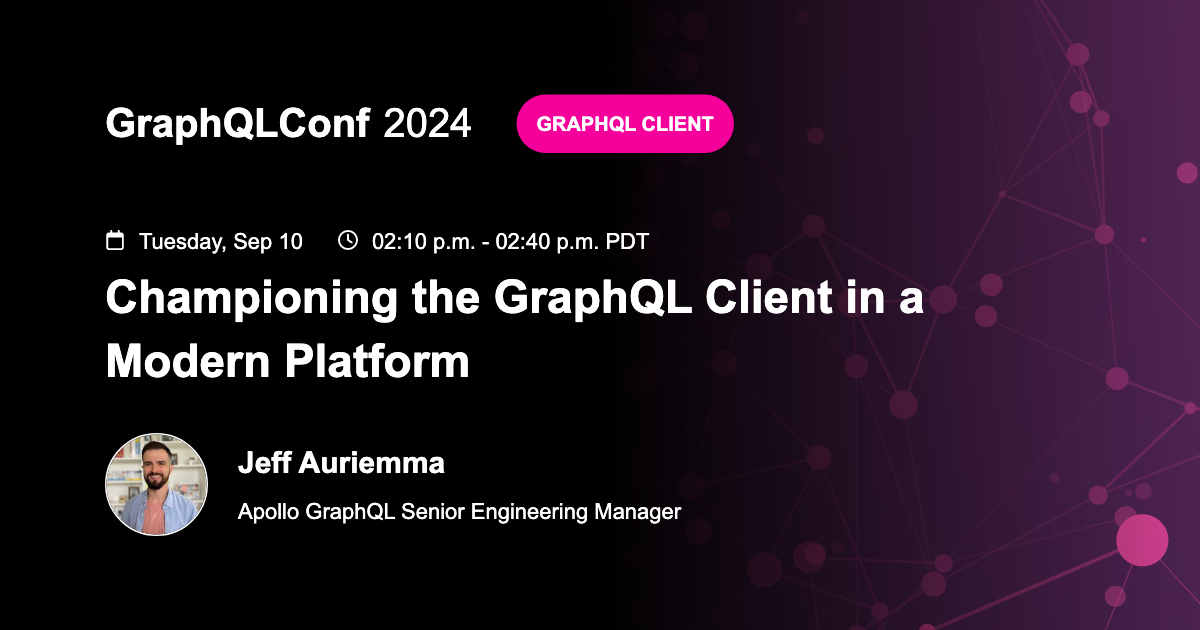 GraphQLConf 2024
GRAPHQL CLIENT
Tuesday, Sep 10
02:10 p.m. - 02:40 p.m. PDT
Championing the GraphQL Client in a
Modern Platform
Jeff Auriemma
Apollo GraphQL Senior Engineering Manager